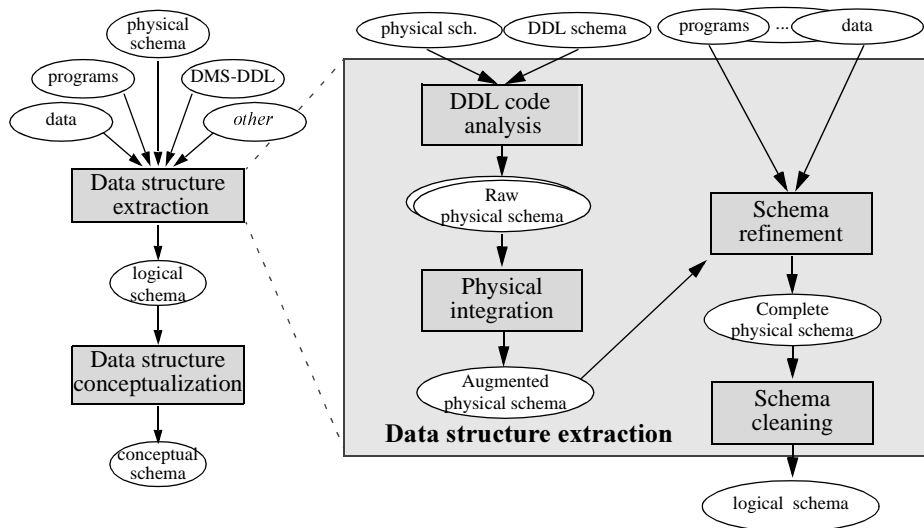 physical
schema
programs
DMS-DDL
data
other
Data structure
extraction
logical
schema
Data structure
conceptualization
conceptual
schema
physical sch.
DDL schema
programs
...
data
DDL code
analysis
Raw
physical schema
Physical
integration
Augmented
physical schema
Schema
refinement
Complete
physical schema
Schema
cleaning
Data structure extraction
logical schema